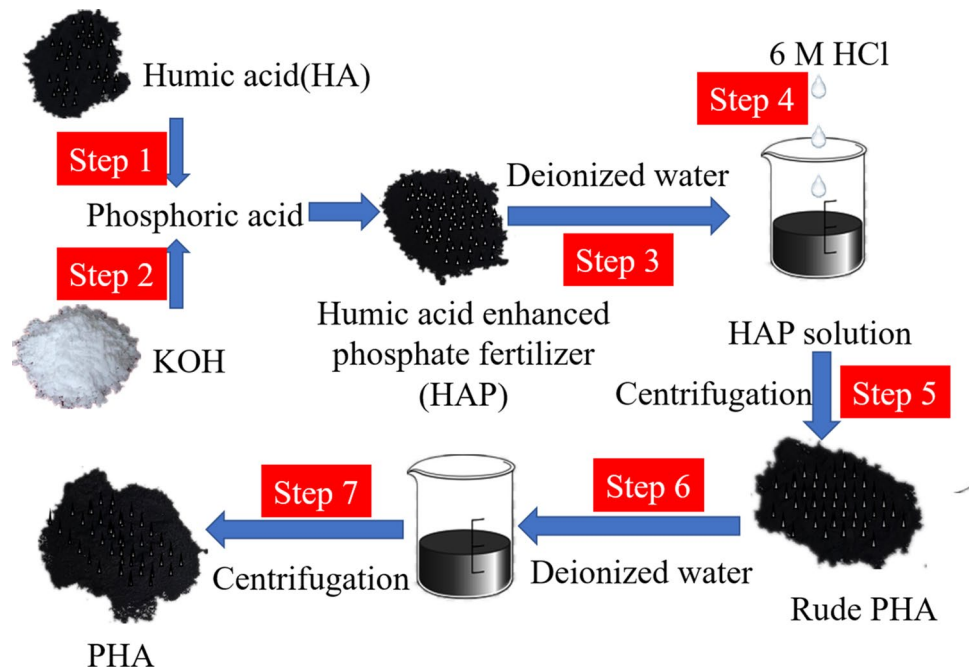 Humic acid(HA)
Step 1
Phosphoric acid
Step 2
KOH
Humic acid enhanced
phosphate fertilizer
(HAP)
Deionized water
Step 3
6 M HCl
Step 4
HAP solution
Centrifugation
Step 5
Rude PHA
Step 6
Deionized water
Step 7
Centrifugation
PHA